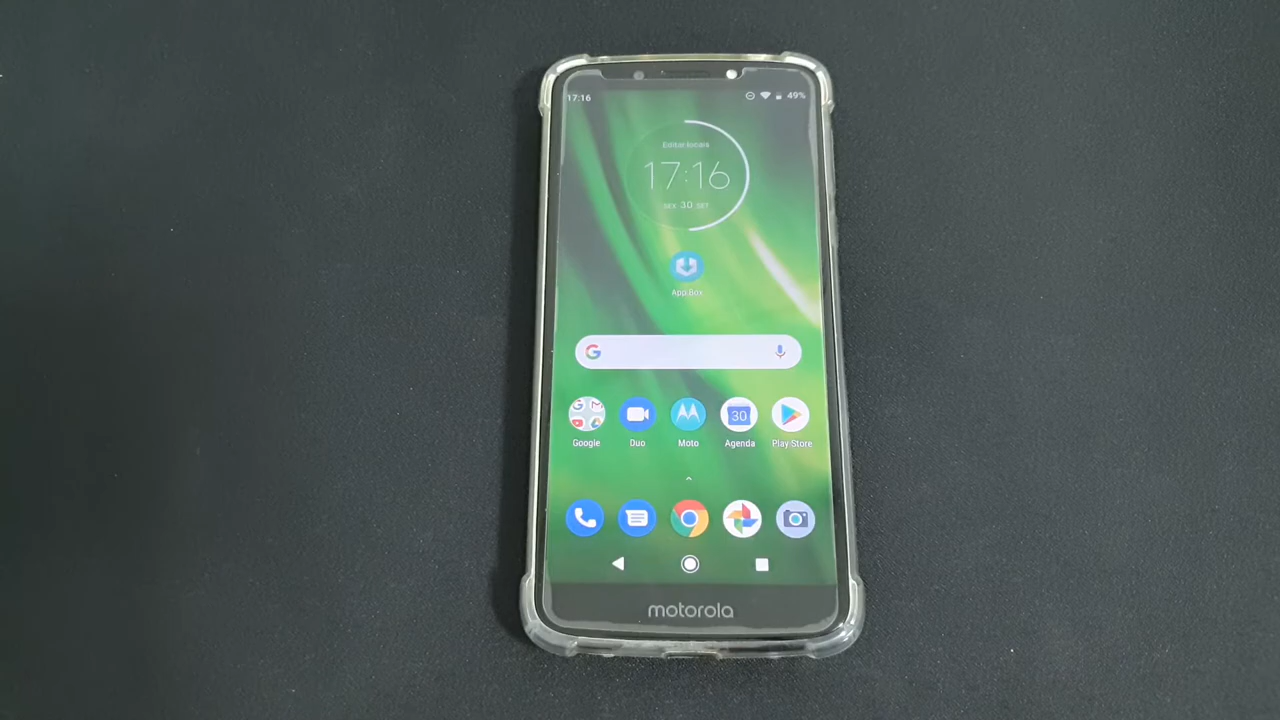 17:16
49%
Editar locais
17:16
SEX 30 SET
App Box
Google
Duo
Moto
30
Agenda
Play Store
motorola